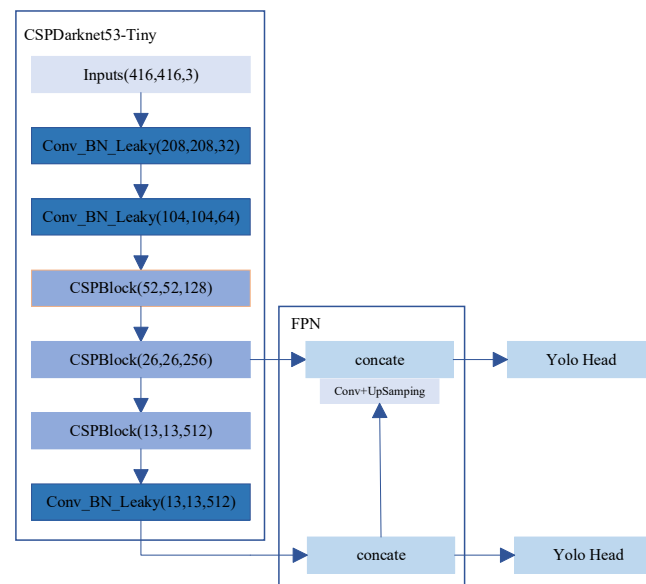 CSPDarknet53-Tiny
Inputs(416,416,3)
Conv_BN_Leaky(208,208,32)
Conv_BN_Leaky(104,104,64)
CSPBlock(52,52,128)
FPN
CSPBlock(26,26,256)
concate
Yolo Head
Conv+UpSamping
CSPBlock(13,13,512)
Conv_BN_Leaky(13,13,512)
concate
Yolo Head